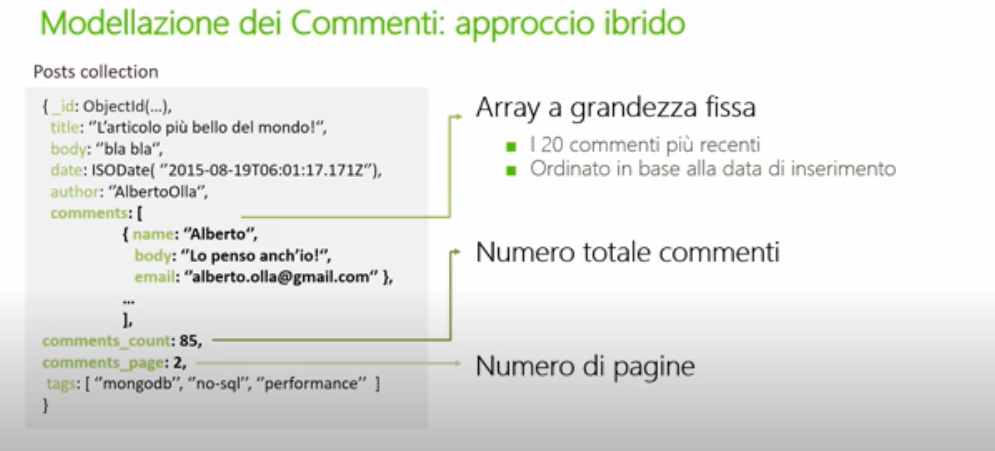 Modellazione dei Commenti: approccio ibrido
Posts collection
{ _id: ObjectId(...),
title: "L'articolo più bello del mondo!",
body: "bla bla",
date: ISODate( "2015-08-19T06:01:17.171Z"),
author: "AlbertoOlla",
comments: [
{ name: "Alberto",
body: "Lo penso anch'io!",
email: "alberto.olla@gmail.com" },
...
],
comments_count: 85,
comments_page: 2,
tags: [ "mongodb", "no-sql", "performance" ]
}
Array a grandezza fissa
I 20 commenti più recenti
Ordinato in base alla data di inserimento
Numero totale commenti
Numero di pagine